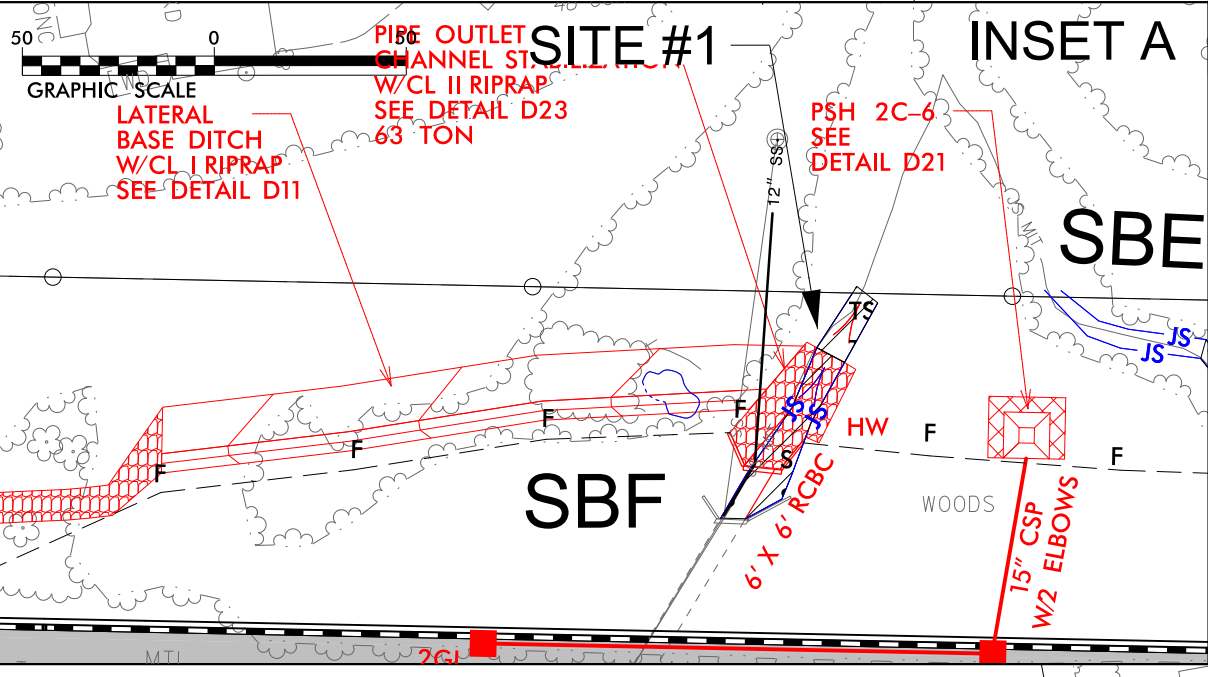 50 0 50
GRAPHIC SCALE
PIPE OUTLET
CHANNEL STABILIZATION
W/CL II RIPRAP
SEE DETAIL D23
63 TON
SITE #1
INSET A
LATERAL
BASE DITCH
W/CL I RIPRAP
SEE DETAIL D11
PSH 2C-6
SEE
DETAIL D21
12" SS
SBE
TS
JS
JS
JS
JS
F
F
F
F
HW
F
F
S
SBF
6' X 6' RCBC
WOODS
15" CSP
W/2 ELBOWS
MTL
2GI